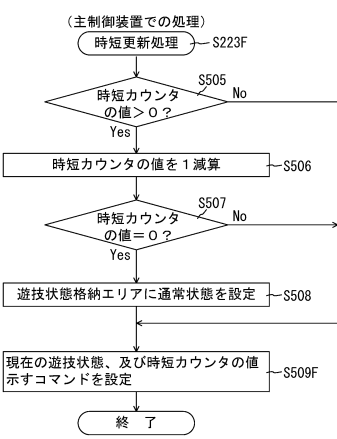 （主制御装置での処理）
時短更新処理
S223F
S505
時短カウンタ
の値＞０？
No
Yes
時短カウンタの値を１減算
S506
S507
時短カウンタ
の値＝０？
No
Yes
遊技状態格納エリアに通常状態を設定
S508
現在の遊技状態、及び時短カウンタの値
示すコマンドを設定
S509F
終　了